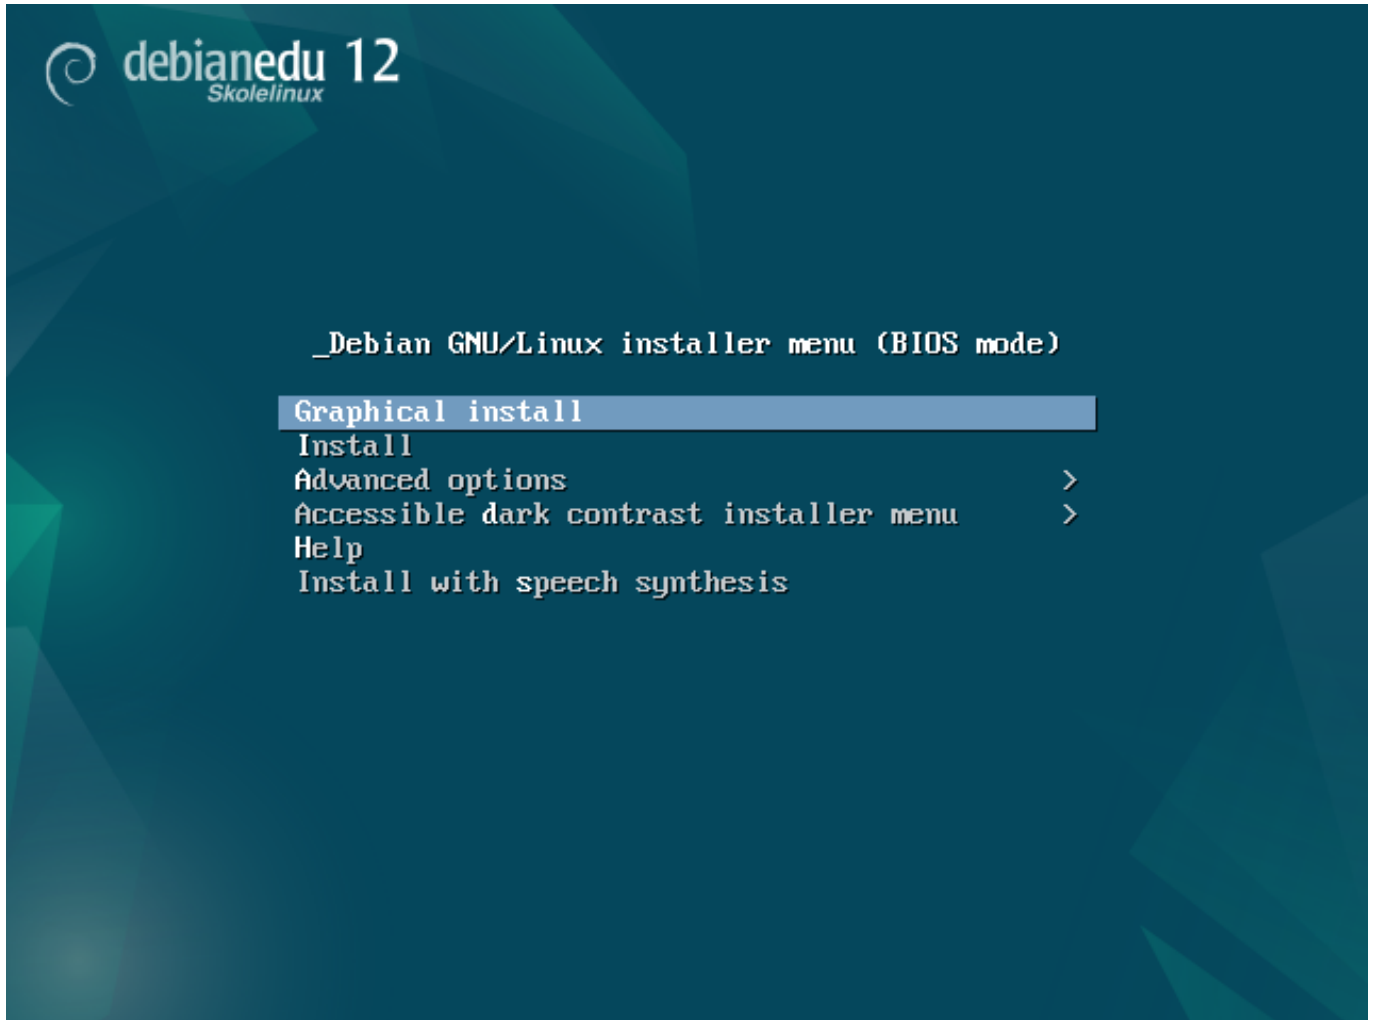 debianedu 12
Skolelinux
_Debian GNU/Linux installer menu (BIOS mode)
Graphical install
Install
Advanced options >
Accessible dark contrast installer menu >
Help
Install with speech synthesis